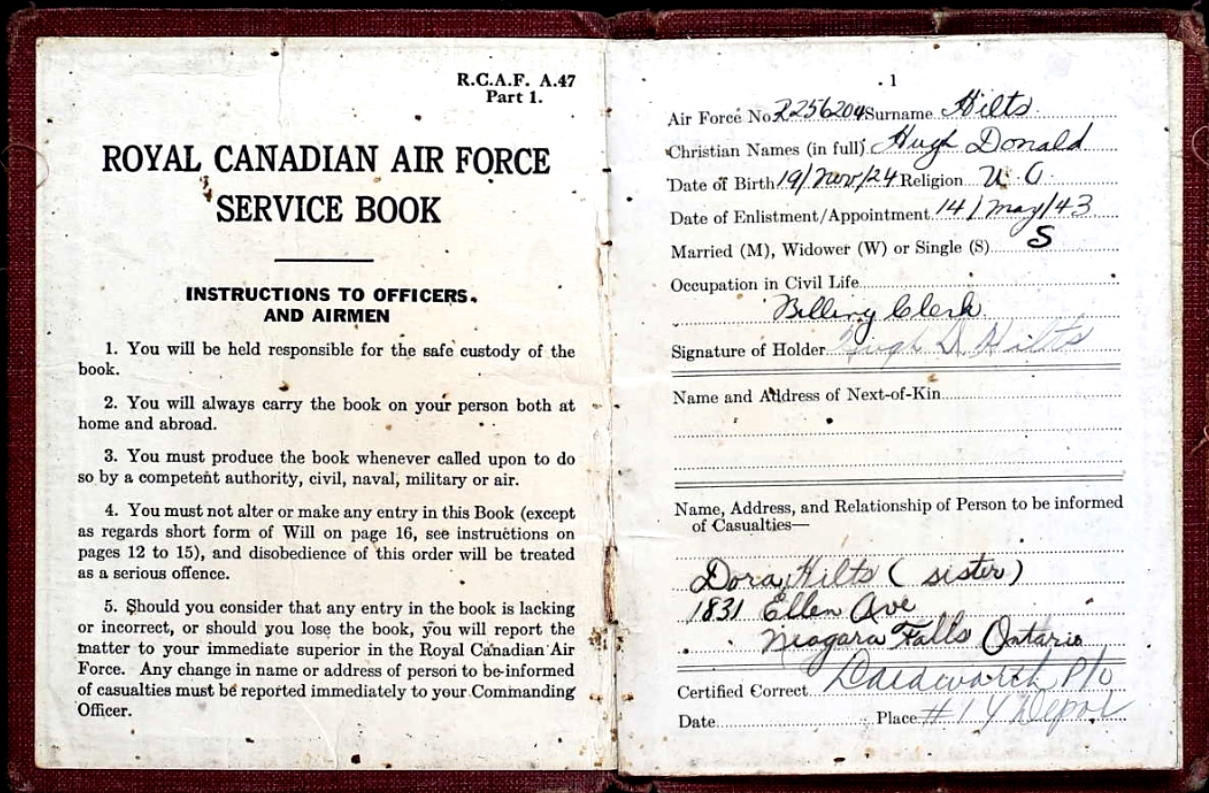 R.C.A.F. A.47
Part 1.
ROYAL CANADIAN AIR FORCE
SERVICE BOOK
INSTRUCTIONS TO OFFICERS
AND AIRMEN
1. You will be held responsible for the safe custody of the
book.
2. You will always carry the book on your person both at
home and abroad.
3. You must produce the book whenever called upon to do
so by a competent authority, civil, naval, military or air.
4. You must not alter or make any entry in this Book (except
as regards short form of Will on page 16, see instructions on
pages 12 to 15), and disobedience of this order will be treated
as a serious offence.
5. Should you consider that any entry in the book is lacking
or incorrect, or should you lose the book, you will report the
matter to your immediate superior in the Royal Canadian Air
Force. Any change in name or address of person to be informed
of casualties must be reported immediately to your Commanding
Officer.
1
Air Force No R256204 Surname Hilts
Christian Names (in full) Hugh Donald
Date of Birth 19/Nov/24 Religion U.C.
Date of Enlistment/Appointment 14/May/43
Married (M), Widower (W) or Single (S) S
Occupation in Civil Life
Billing Clerk
Signature of Holder Hugh D. Hilts
Name and Address of Next-of-Kin
Name, Address, and Relationship of Person to be informed
of Casualties—
Dora Hilts (sister)
1831 Ellen Ave
Niagara Falls Ontario
Certified Correct P/O
Date Place #1 Y Depot